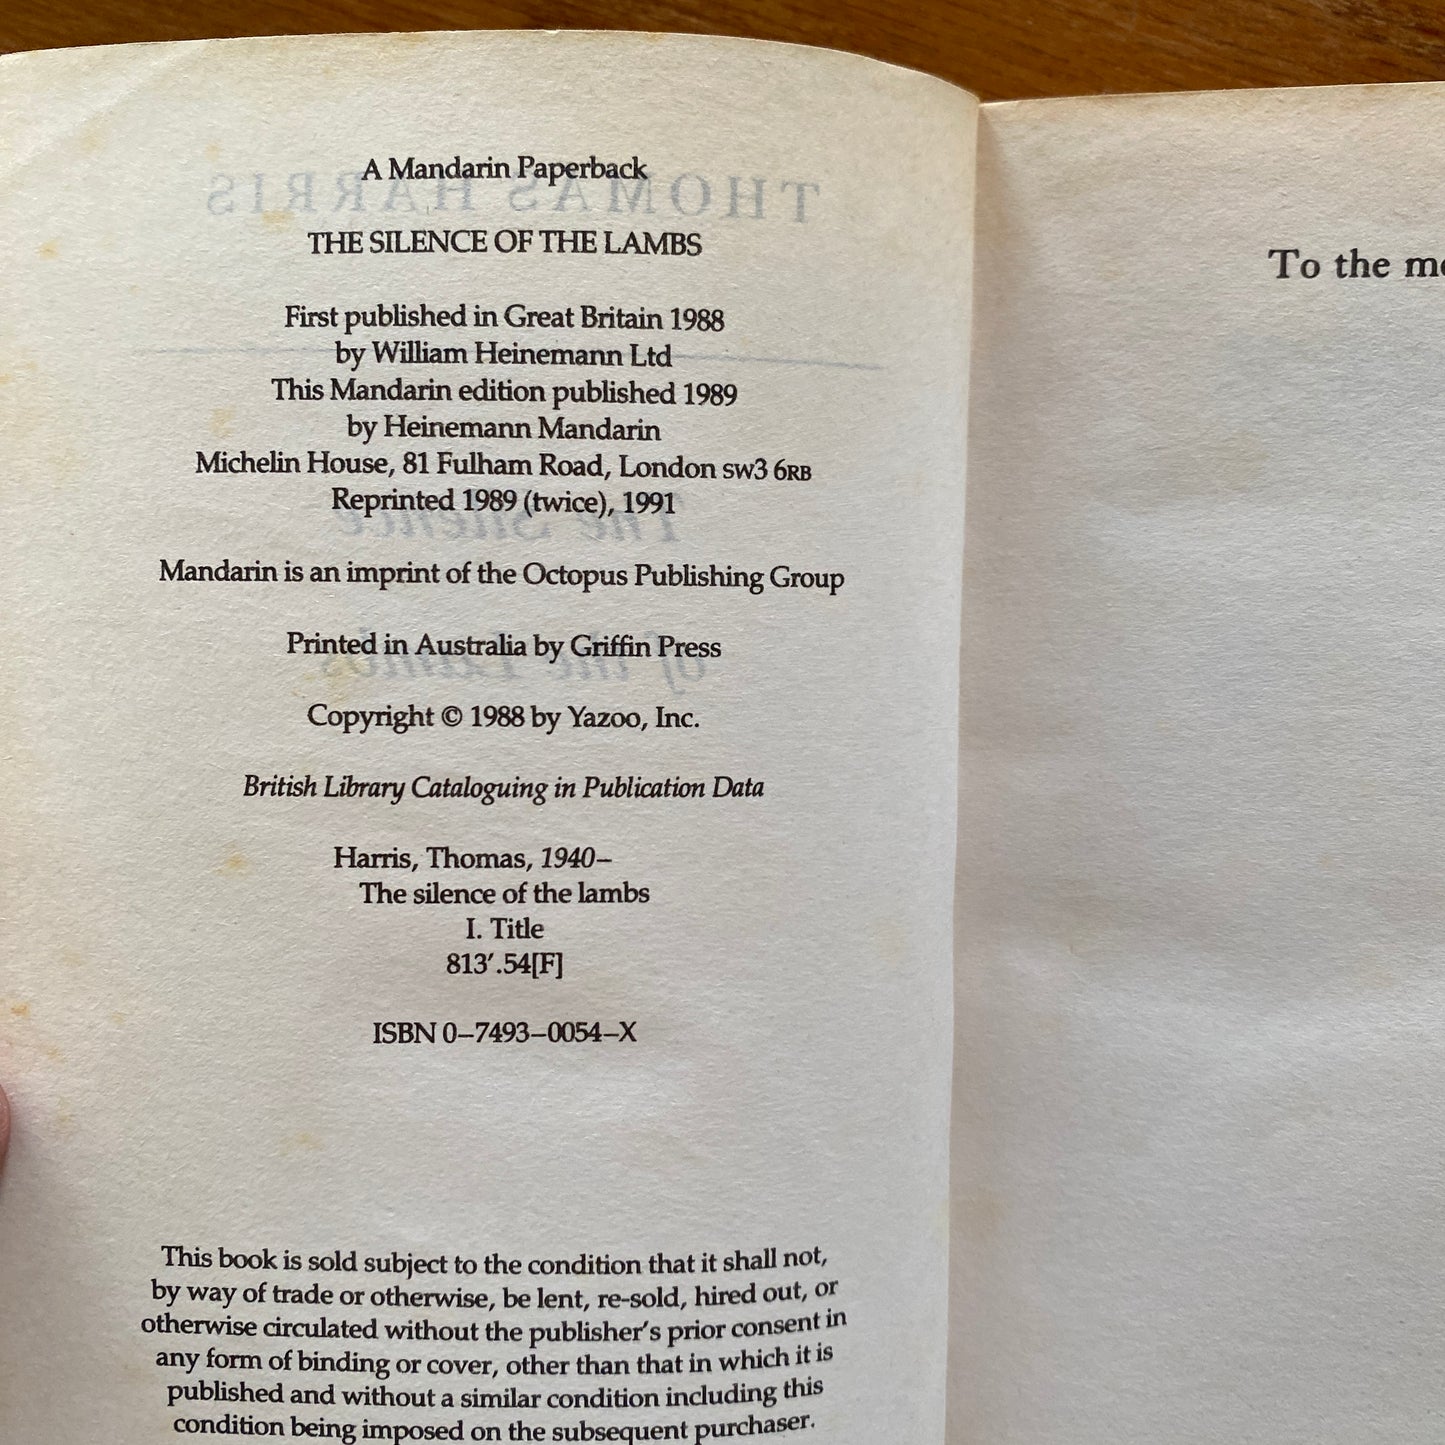 A Mandarin Paperback
THOMAS HARRIS
THE SILENCE OF THE LAMBS
First published in Great Britain 1988
by William Heinemann Ltd
This Mandarin edition published 1989
by Heinemann Mandarin
Michelin House, 81 Fulham Road, London SW3 6RB
Reprinted 1989 (twice), 1991
The Silence
Mandarin is an imprint of the Octopus Publishing Group
Printed in Australia by Griffin Press
of the Lambs
Copyright © 1988 by Yazoo, Inc.
British Library Cataloguing in Publication Data
Harris, Thomas, 1940–
The silence of the lambs
I. Title
813′.54[F]
ISBN 0–7493–0054–X
This book is sold subject to the condition that it shall not,
by way of trade or otherwise, be lent, re-sold, hired out, or
otherwise circulated without the publisher's prior consent in
any form of binding or cover, other than that in which it is
published and without a similar condition including this
condition being imposed on the subsequent purchaser.
To the